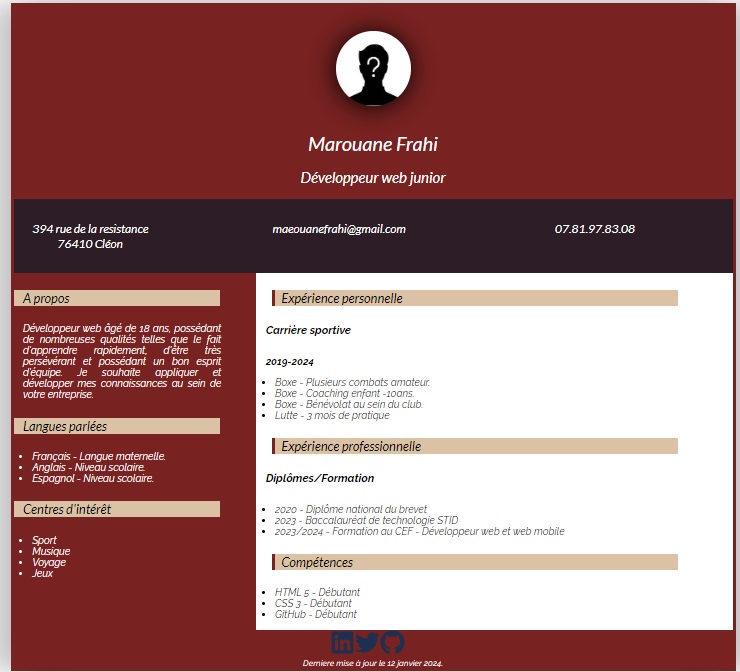 Marouane Frahi
Développeur web junior
394 rue de la resistance
76410 Cléon
maeouanefrahi@gmail.com
07.81.97.83.08
A propos
Développeur web âgé de 18 ans, possédant
de nombreuses qualités telles que le fait
d'apprendre rapidement, d'être très
persévérant et possédant un bon esprit
d'équipe. Je souhaite appliquer et
développer mes connaissances au sein de
votre entreprise.
Langues parlées
Français - Langue maternelle.
Anglais - Niveau scolaire.
Espagnol - Niveau scolaire.
Centres d'intérêt
Sport
Musique
Voyage
Jeux
Expérience personnelle
Carrière sportive
2019-2024
Boxe - Plusieurs combats amateur.
Boxe - Coaching enfant -10ans.
Boxe - Bénévolat au sein du club.
Lutte - 3 mois de pratique
Expérience professionnelle
Diplômes/Formation
2020 - Diplôme national du brevet
2023 - Baccalauréat de technologie STID
2023/2024 - Formation au CEF - Développeur web et web mobile
Compétences
HTML 5 - Débutant
CSS 3 - Débutant
GitHub - Débutant
in
Derniere mise à jour le 12 janvier 2024.